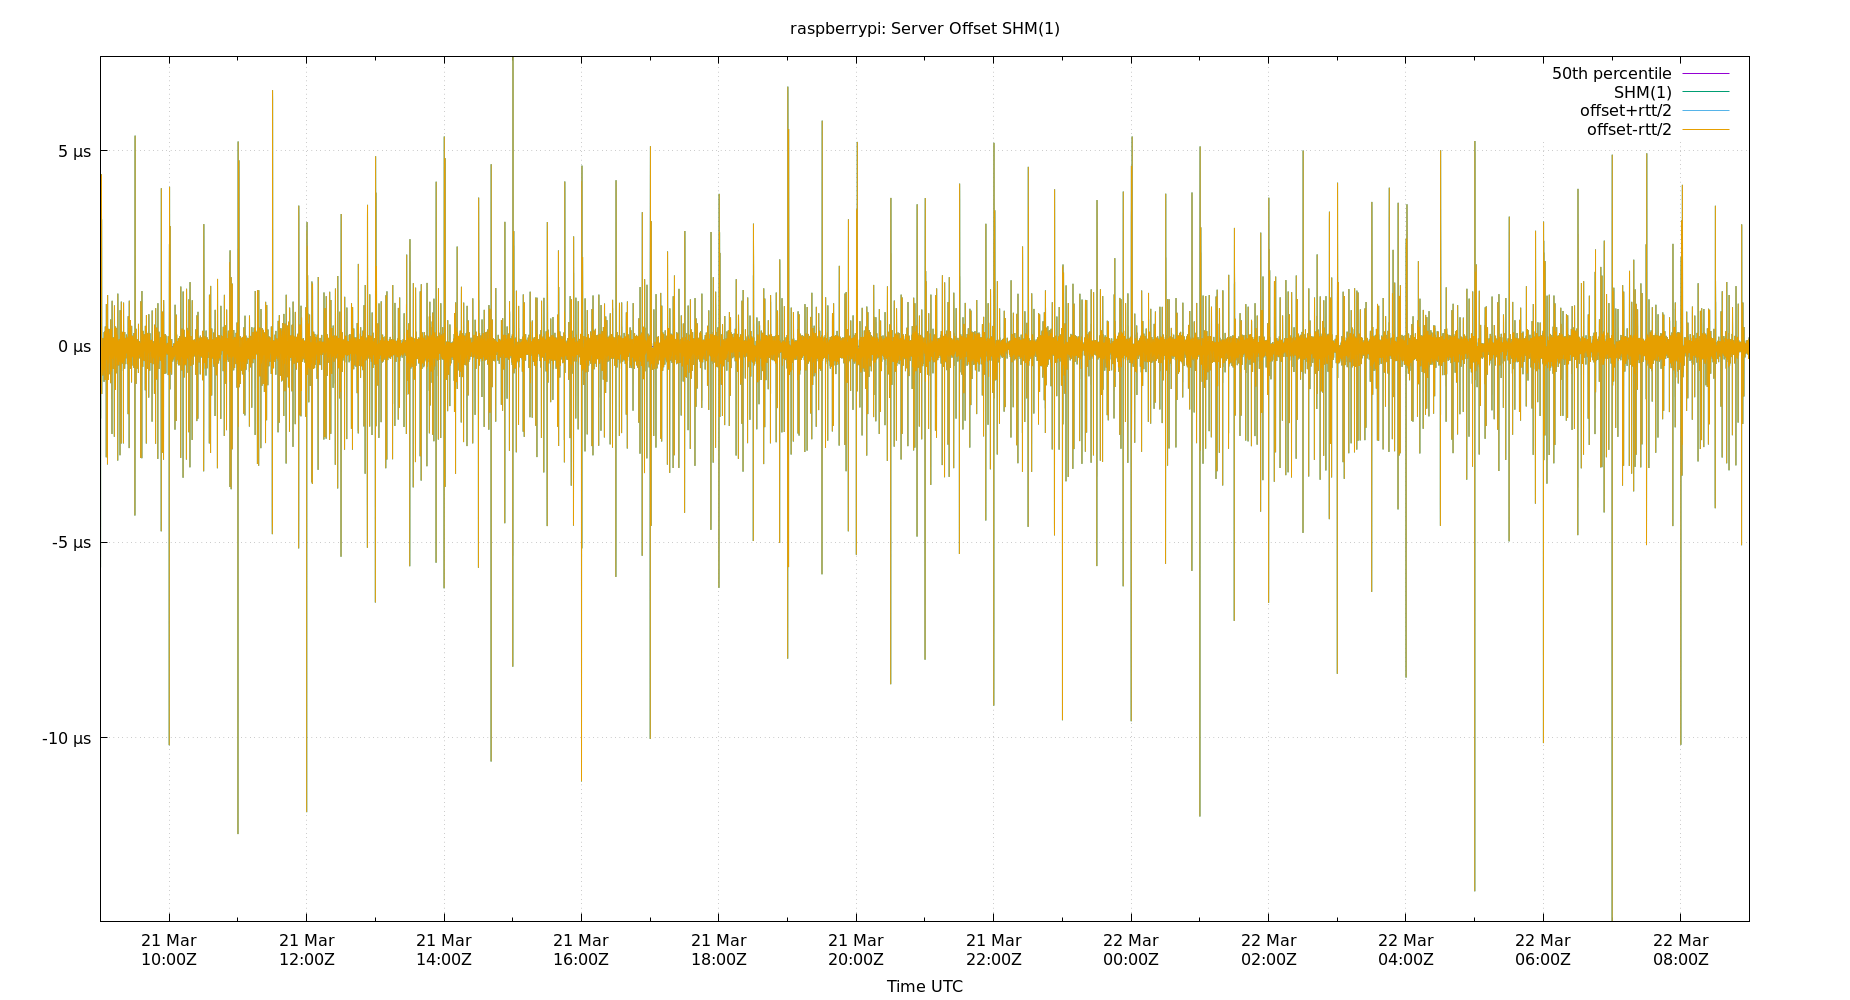 raspberrypi: Server Offset SHM(1)
50th percentile
SHM(1)
offset+rtt/2
offset-rtt/2
5 µs
0 µs
-5 µs
-10 µs
21 Mar 21 Mar 21 Mar 21 Mar 21 Mar 21 Mar 21 Mar 22 Mar 22 Mar 22 Mar 22 Mar 22 Mar
10:00Z 12:00Z 14:00Z 16:00Z 18:00Z 20:00Z 22:00Z 00:00Z 02:00Z 04:00Z 06:00Z 08:00Z
Time UTC